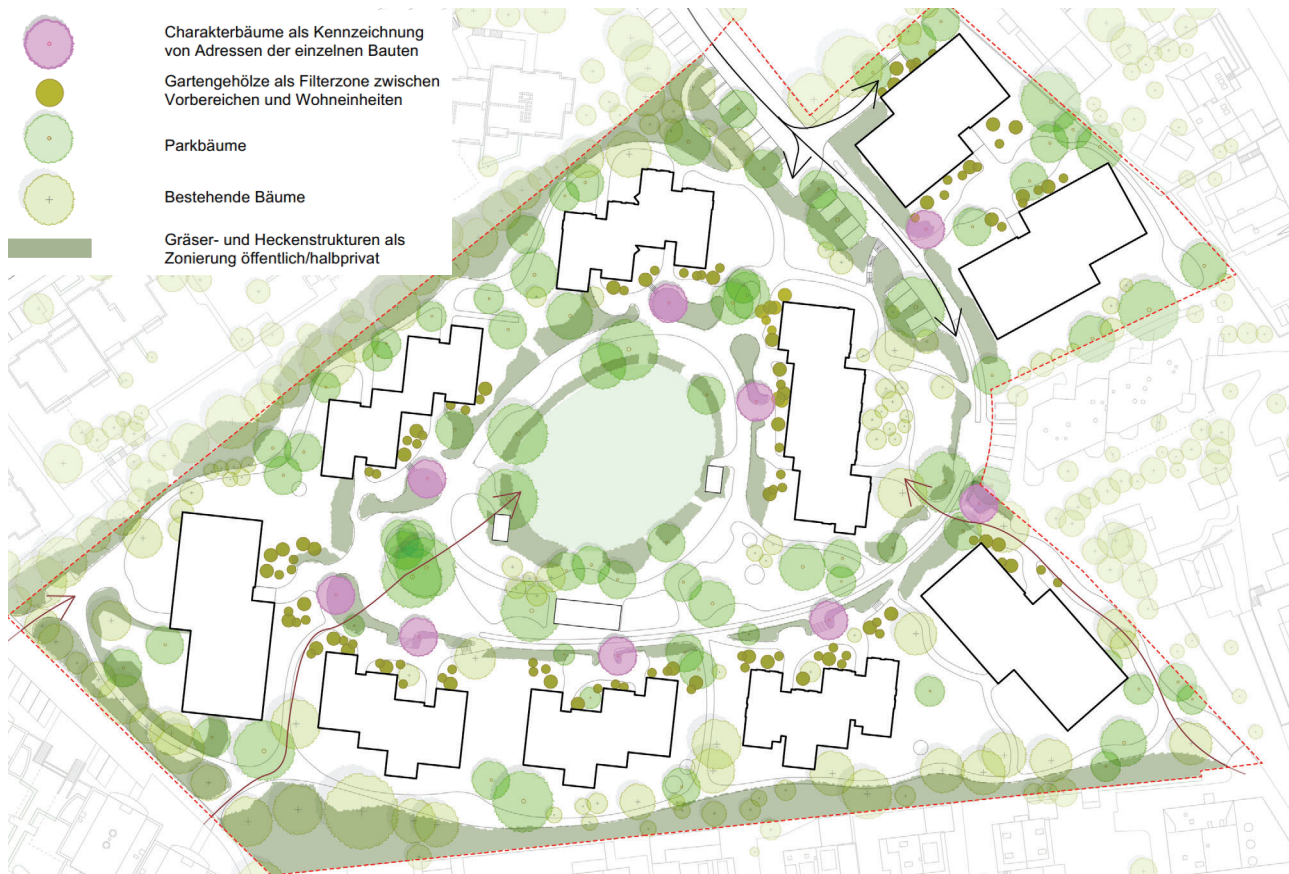 Charakterbäume als Kennzeichnung
von Adressen der einzelnen Bauten
Gartengehölze als Filterzone zwischen
Vorbereichen und Wohneinheiten
Parkbäume
Bestehende Bäume
Gräser- und Heckenstrukturen als
Zonierung öffentlich/halbprivat